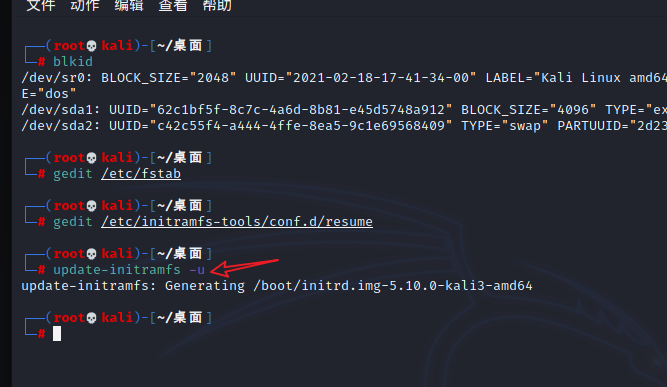 文件 动作 编辑 查看 帮助
┌──(root💀kali)-[~/桌面]
└─# blkid
/dev/sr0: BLOCK_SIZE="2048" UUID="2021-02-18-17-41-34-00" LABEL="Kali Linux amd64
E="dos"
/dev/sda1: UUID="62c1bf5f-8c7c-4a6d-8b81-e45d5748a912" BLOCK_SIZE="4096" TYPE="ex
/dev/sda2: UUID="c42c55f4-a444-4ffe-8ea5-9c1e69568409" TYPE="swap" PARTUUID="2d23
┌──(root💀kali)-[~/桌面]
└─# gedit /etc/fstab
┌──(root💀kali)-[~/桌面]
└─# gedit /etc/initramfs-tools/conf.d/resume
┌──(root💀kali)-[~/桌面]
└─# update-initramfs -u
update-initramfs: Generating /boot/initrd.img-5.10.0-kali3-amd64
┌──(root💀kali)-[~/桌面]
└─#